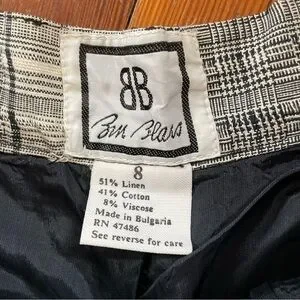 BB
Bill Blass
8
51% Linen
41% Cotton
8% Viscose
Made in Bulgaria
RN 47486
See reverse for care